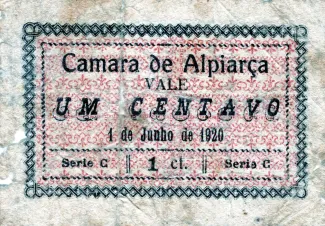 Camara de Alpiarça
VALE
UM CENTAVO
1 de Junho de 1920
Serie C 1 ct. Serie C